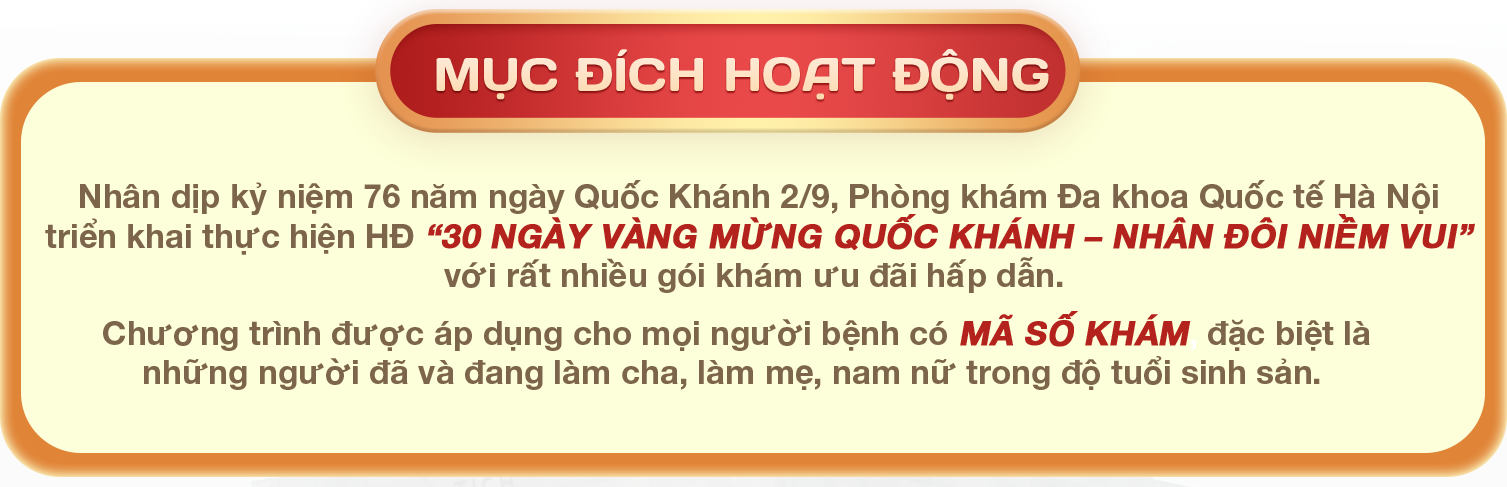 MỤC ĐÍCH HOẠT ĐỘNG
Nhân dịp kỷ niệm 76 năm ngày Quốc Khánh 2/9, Phòng khám Đa khoa Quốc tế Hà Nội
triển khai thực hiện HĐ “30 NGÀY VÀNG MỪNG QUỐC KHÁNH – NHÂN ĐÔI NIỀM VUI”
với rất nhiều gói khám ưu đãi hấp dẫn.
Chương trình được áp dụng cho mọi người bệnh có MÃ SỐ KHÁM, đặc biệt là
những người đã và đang làm cha, làm mẹ, nam nữ trong độ tuổi sinh sản.